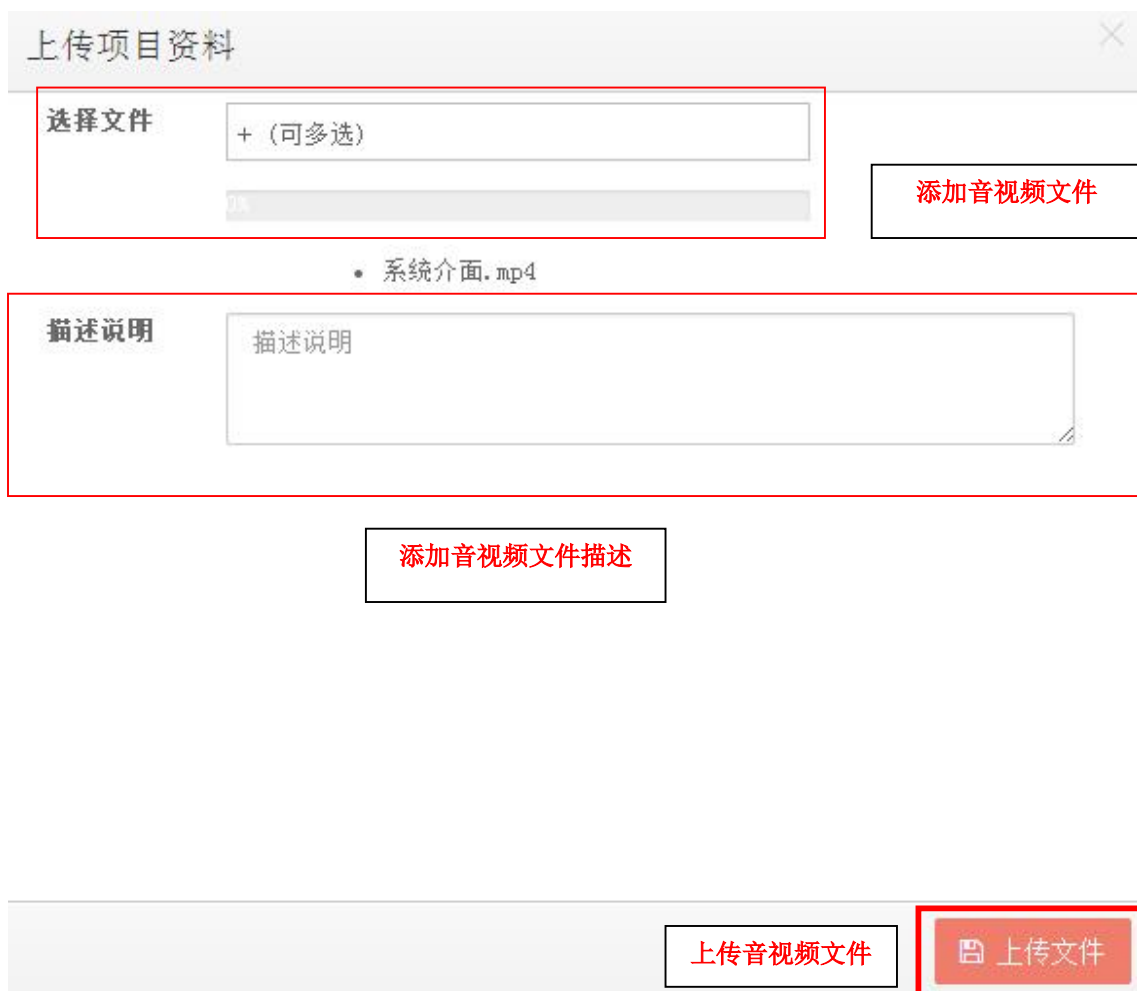 上传项目资料
选择文件
+ (可多选)
添加音视频文件
0%
• 系统介面.mp4
描述说明
描述说明
添加音视频文件描述
上传音视频文件
上传文件